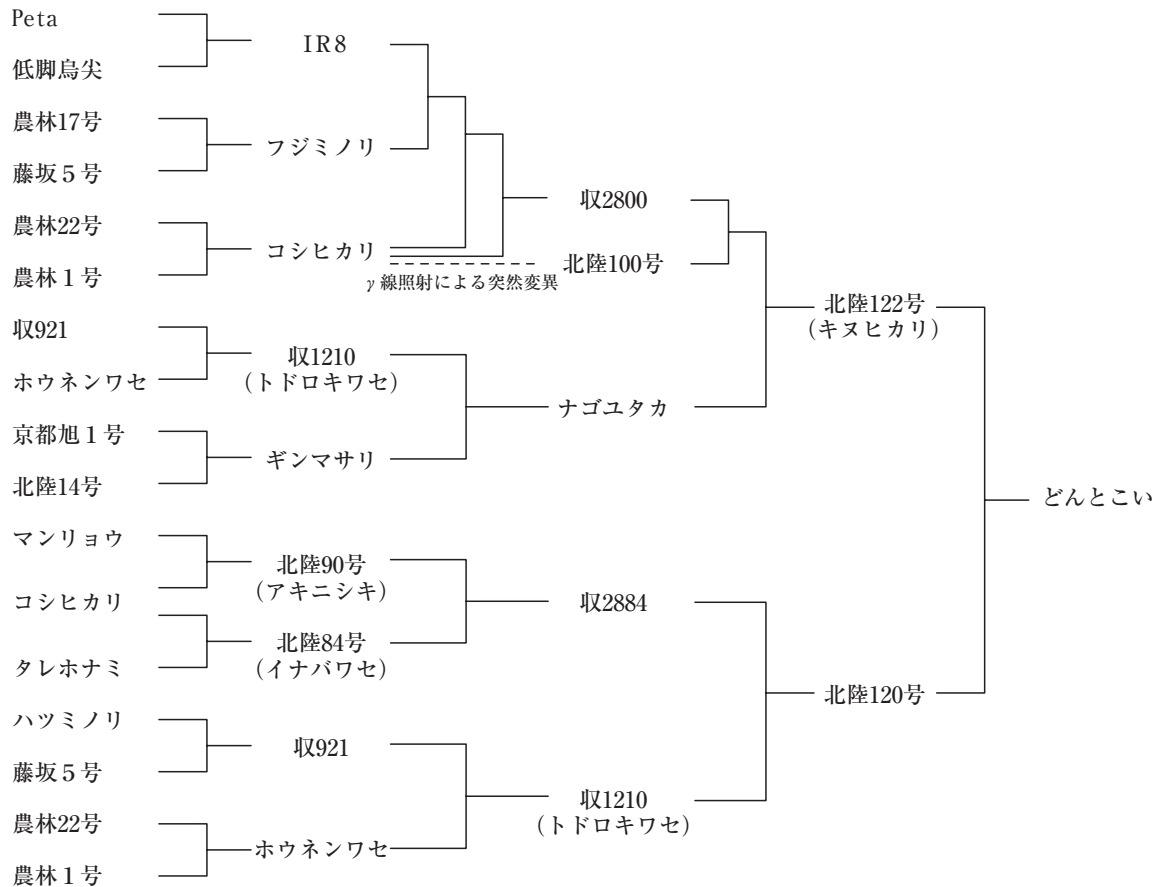 Peta
低脚烏尖
農林17号
藤坂５号
農林22号
農林１号
収921
ホウネンワセ
京都旭１号
北陸14号
マンリョウ
コシヒカリ
タレホナミ
ハツミノリ
藤坂５号
農林22号
農林１号
IR8
フジミノリ
コシヒカリ
γ線照射による突然変異
収1210
(トドロキワセ)
ギンマサリ
北陸90号
(アキニシキ)
北陸84号
(イナバワセ)
収921
ホウネンワセ
収2800
北陸100号
ナゴユタカ
収2884
収1210
(トドロキワセ)
北陸122号
(キヌヒカリ)
北陸120号
どんとこい